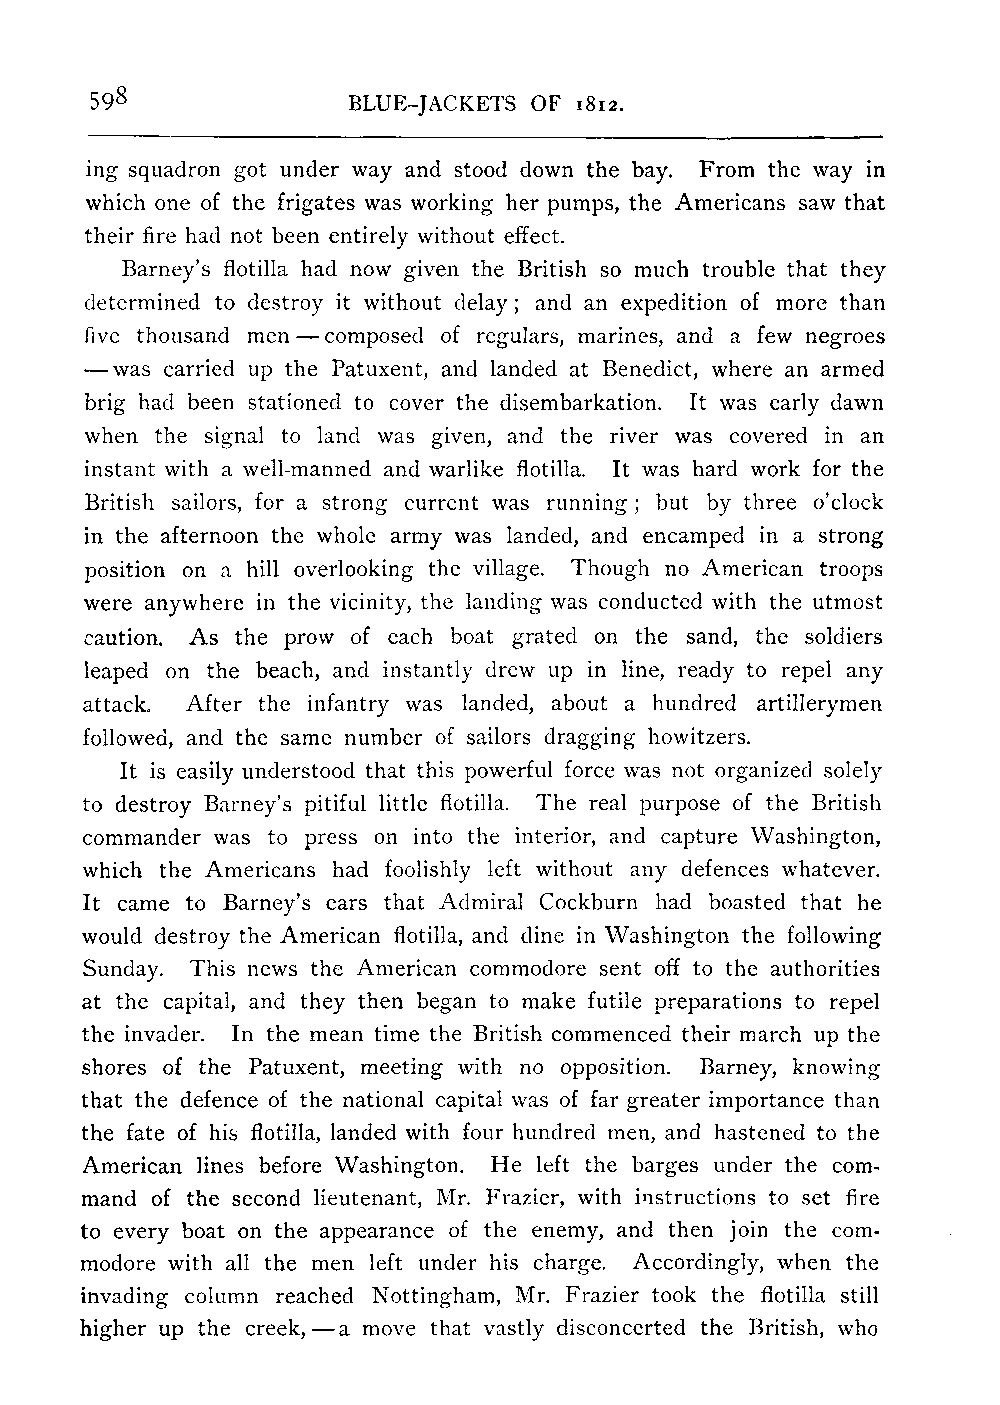 598 BLUE-JACKETS OF 1812.
ing squadron got under way and stood down the bay. From the way in
which one of the frigates was working her pumps, the Americans saw that
their fire had not been entirely without effect.
Barney's flotilla had now given the British so much trouble that they
determined to destroy it without delay; and an expedition of more than
five thousand men—composed of regulars, marines, and a few negroes
—was carried up the Patuxent, and landed at Benedict, where an armed
brig had been stationed to cover the disembarkation. It was early dawn
when the signal to land was given, and the river was covered in an
instant with a well-manned and warlike flotilla. It was hard work for the
British sailors, for a strong current was running; but by three o'clock
in the afternoon the whole army was landed, and encamped in a strong
position on a hill overlooking the village. Though no American troops
were anywhere in the vicinity, the landing was conducted with the utmost
caution. As the prow of each boat grated on the sand, the soldiers
leaped on the beach, and instantly drew up in line, ready to repel any
attack. After the infantry was landed, about a hundred artillerymen
followed, and the same number of sailors dragging howitzers.
It is easily understood that this powerful force was not organized solely
to destroy Barney's pitiful little flotilla. The real purpose of the British
commander was to press on into the interior, and capture Washington,
which the Americans had foolishly left without any defences whatever.
It came to Barney's ears that Admiral Cockburn had boasted that he
would destroy the American flotilla, and dine in Washington the following
Sunday. This news the American commodore sent off to the authorities
at the capital, and they then began to make futile preparations to repel
the invader. In the mean time the British commenced their march up the
shores of the Patuxent, meeting with no opposition. Barney, knowing
that the defence of the national capital was of far greater importance than
the fate of his flotilla, landed with four hundred men, and hastened to the
American lines before Washington. He left the barges under the com-
mand of the second lieutenant, Mr. Frazier, with instructions to set fire
to every boat on the appearance of the enemy, and then join the com-
modore with all the men left under his charge. Accordingly, when the
invading column reached Nottingham, Mr. Frazier took the flotilla still
higher up the creek,—a move that vastly disconcerted the British, who